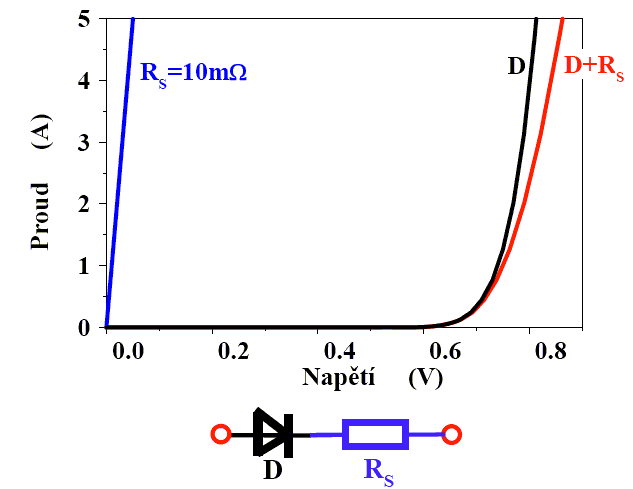 5
4
3
2
1
0
Proud (A)
R_S=10mΩ
D
D+R_S
0.0 0.2 0.4 0.6 0.8
Napětí (V)
D
R_S